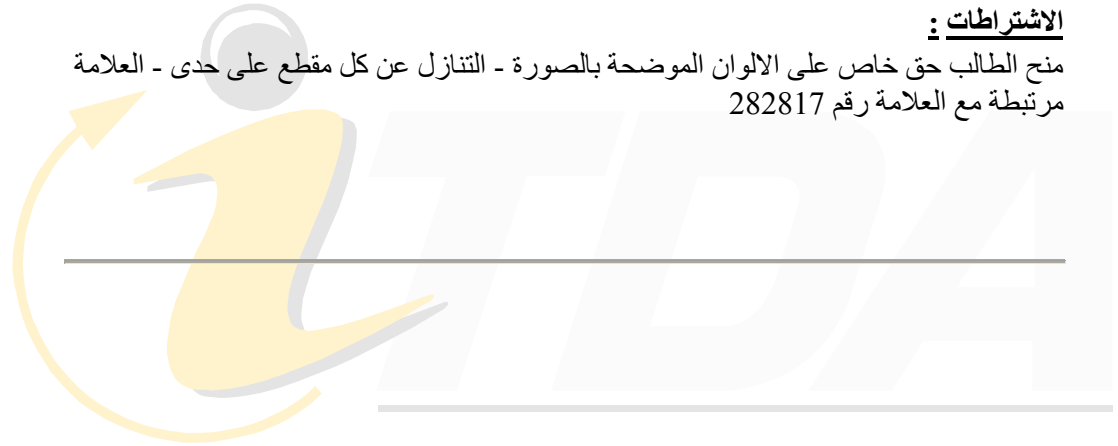 الاشتراطات :
منح الطالب حق خاص على الالوان الموضحة بالصورة - التنازل عن كل مقطع على حدى - العلامة
مرتبطة مع العلامة رقم 282817
iTDA